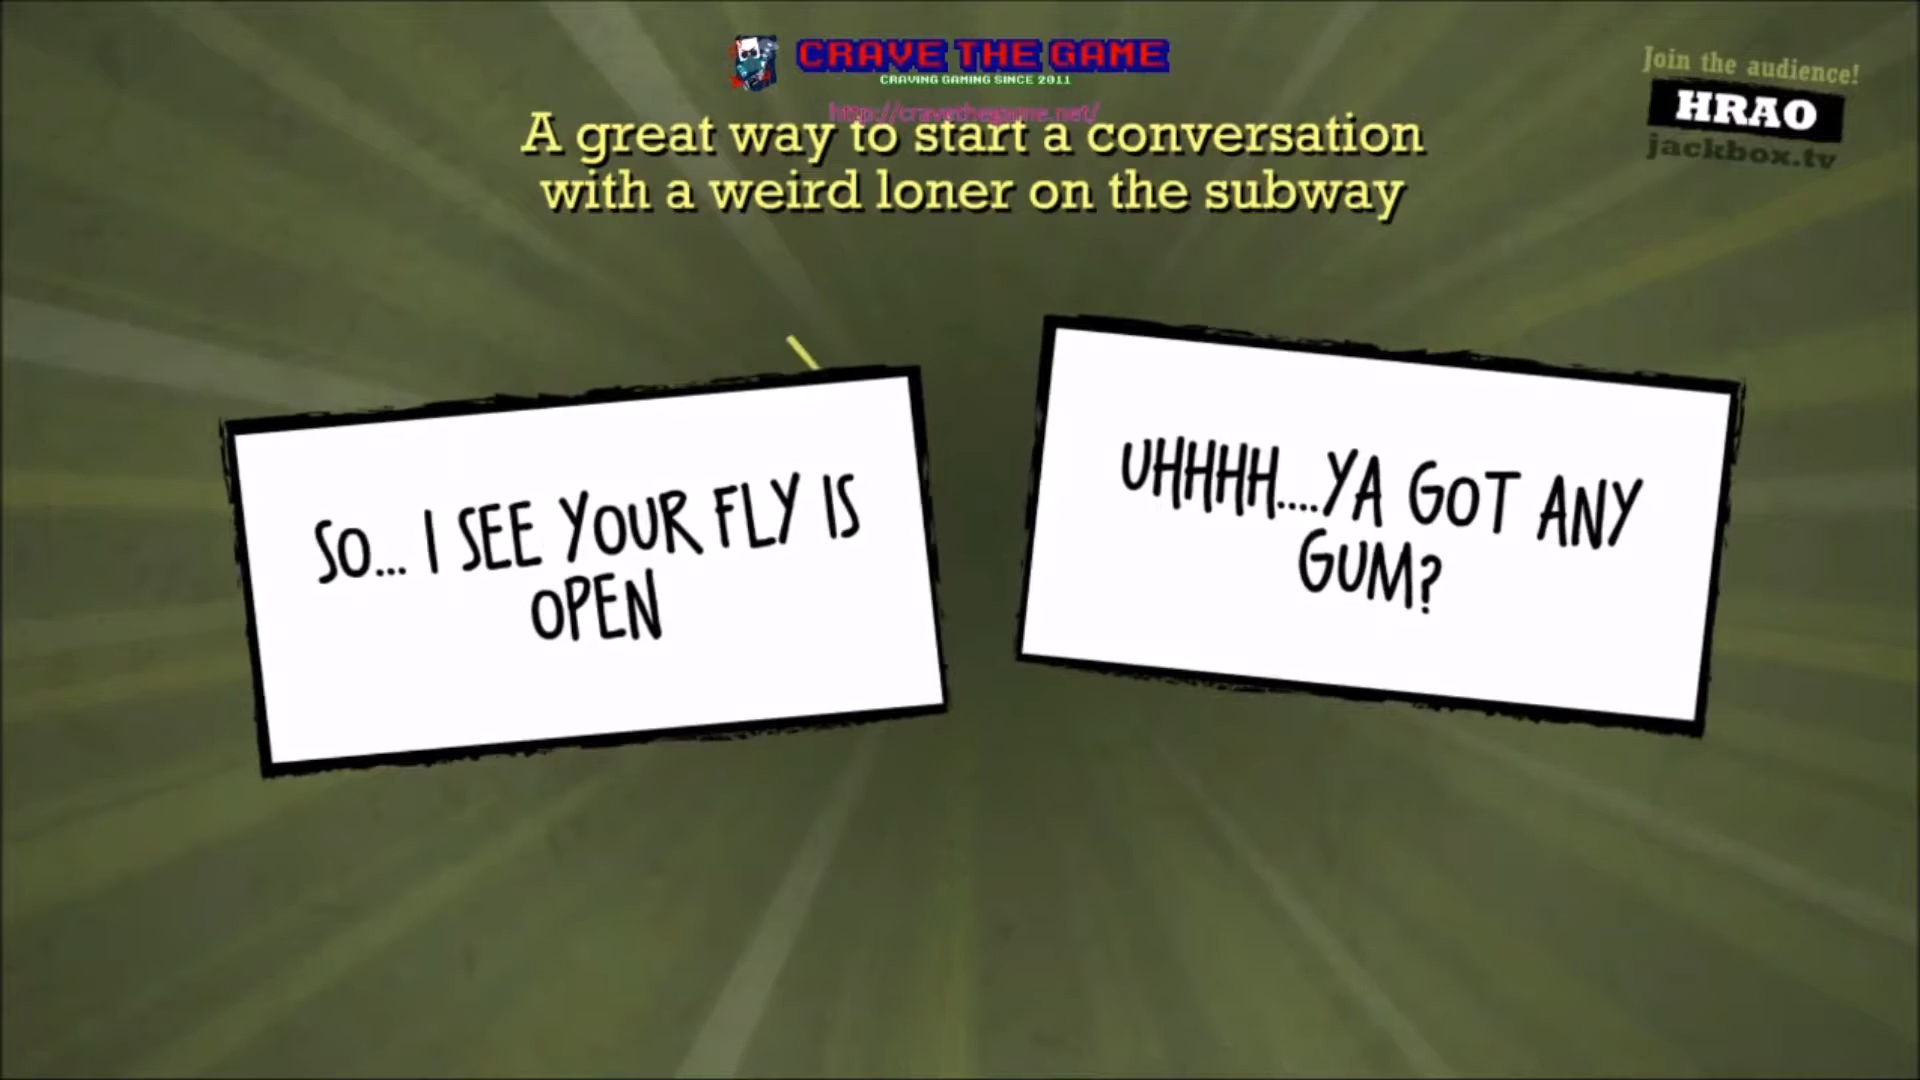 CRAVE THE GAME
CRAVING GAMING SINCE 2011
http://cravethegame.net/
Join the audience!
HRAO
jackbox.tv
A great way to start a conversation
with a weird loner on the subway
SO... I SEE YOUR FLY IS
OPEN
UHHHH....YA GOT ANY
GUM?